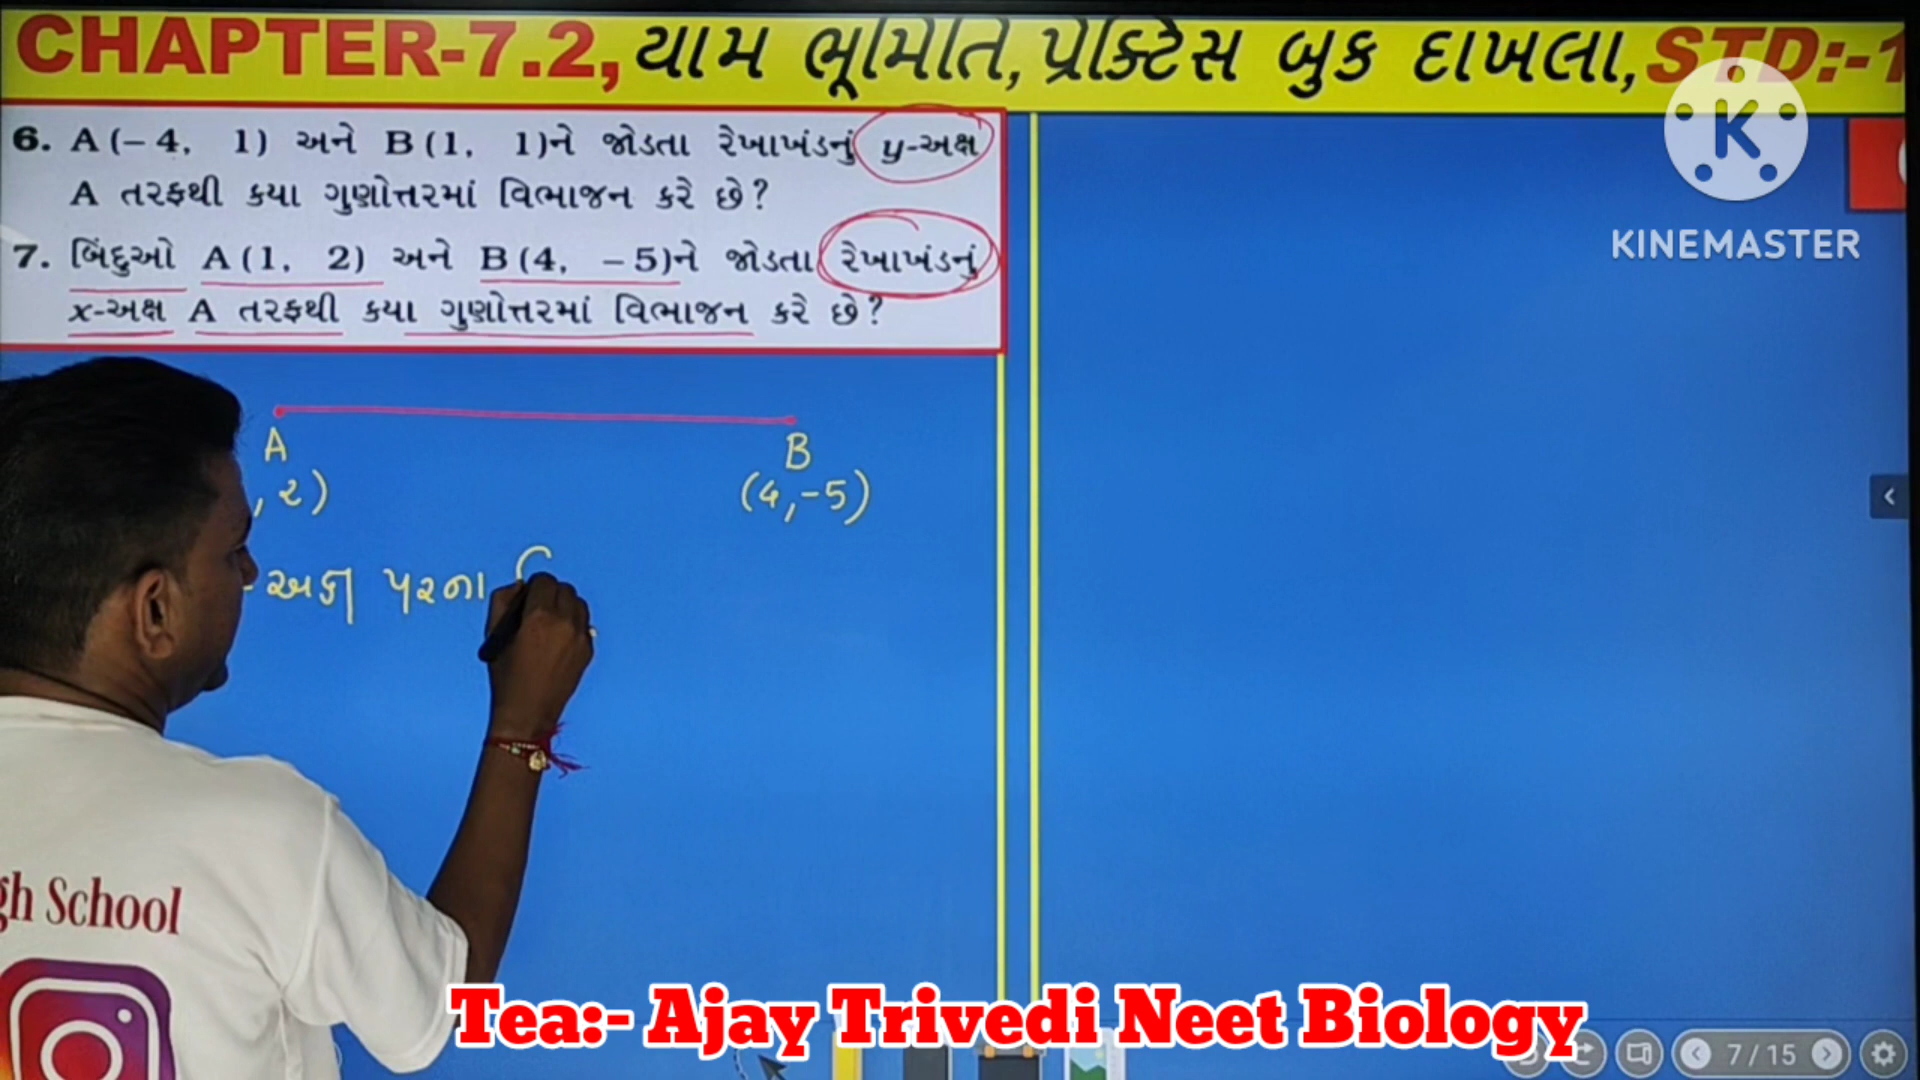 CHAPTER-7.2, યામ ભૂમિતિ, પ્રેક્ટિસ બુક દાખલા, STD:-1
KINEMASTER
6. A (– 4, 1) અને B (1, 1)ને જોડતા રેખાખંડનું y-અક્ષ
A તરફથી કયા ગુણોત્તરમાં વિભાજન કરે છે?
7. બિંદુઓ A (1, 2) અને B (4, – 5)ને જોડતા રેખાખંડનું
x-અક્ષ A તરફથી કયા ગુણોત્તરમાં વિભાજન કરે છે?
A B
, 2) (4, -5)
- અક્ષ પરના
gh School
Tea:- Ajay Trivedi Neet Biology
7 / 15